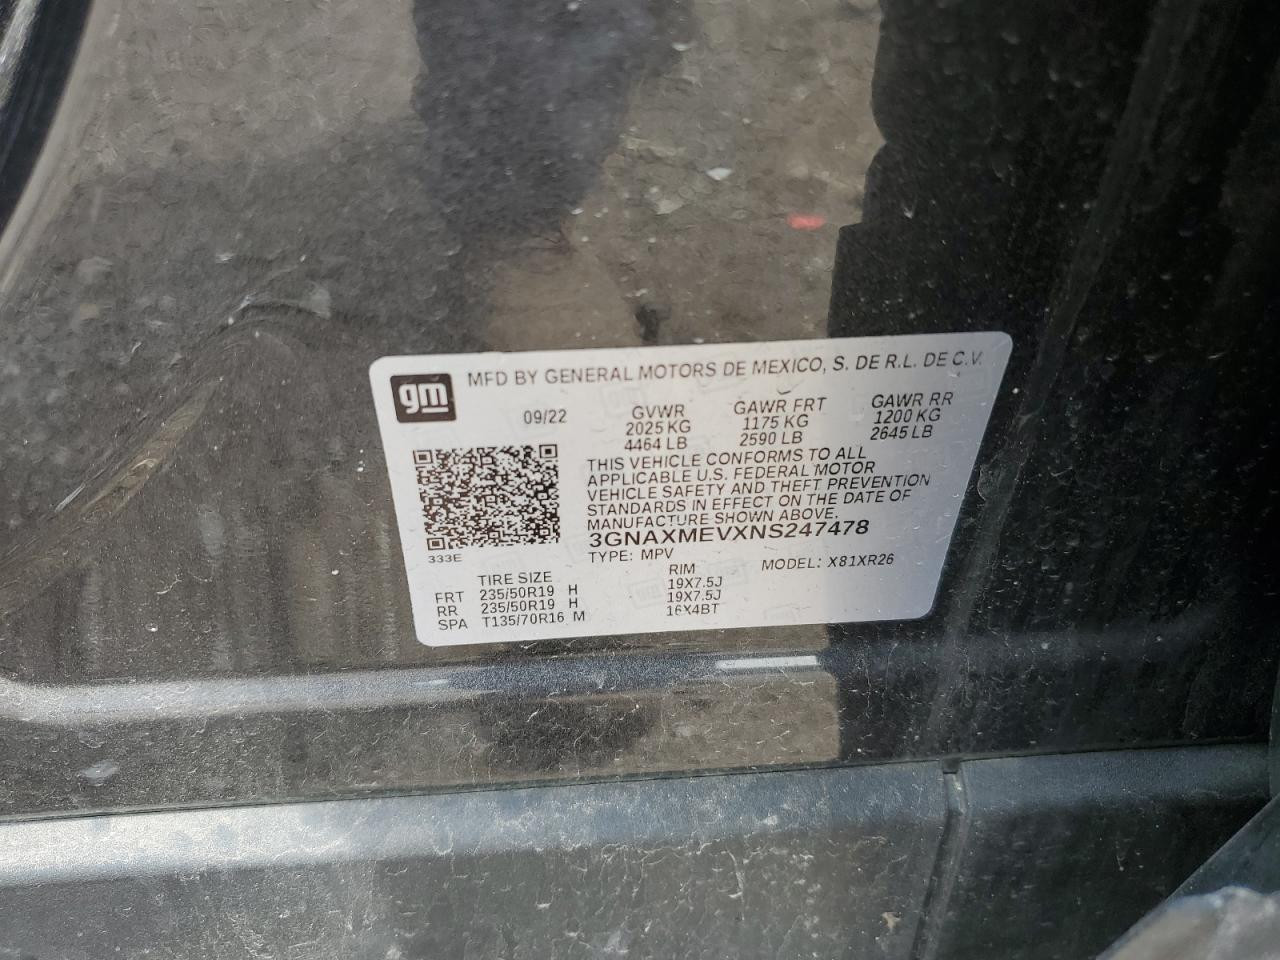 gm MFD BY GENERAL MOTORS DE MEXICO, S. DE R.L. DE C.V.
09/22 GVWR GAWR FRT GAWR RR
2025 KG 1175 KG 1200 KG
4464 LB 2590 LB 2645 LB
THIS VEHICLE CONFORMS TO ALL
APPLICABLE U.S. FEDERAL MOTOR
VEHICLE SAFETY AND THEFT PREVENTION
STANDARDS IN EFFECT ON THE DATE OF
MANUFACTURE SHOWN ABOVE.
3GNAXMEVXNS247478
333E TYPE: MPV MODEL: X81XR26
TIRE SIZE RIM
FRT 235/50R19 H 19X7.5J
RR 235/50R19 H 19X7.5J
SPA T135/70R16 M 16X4BT